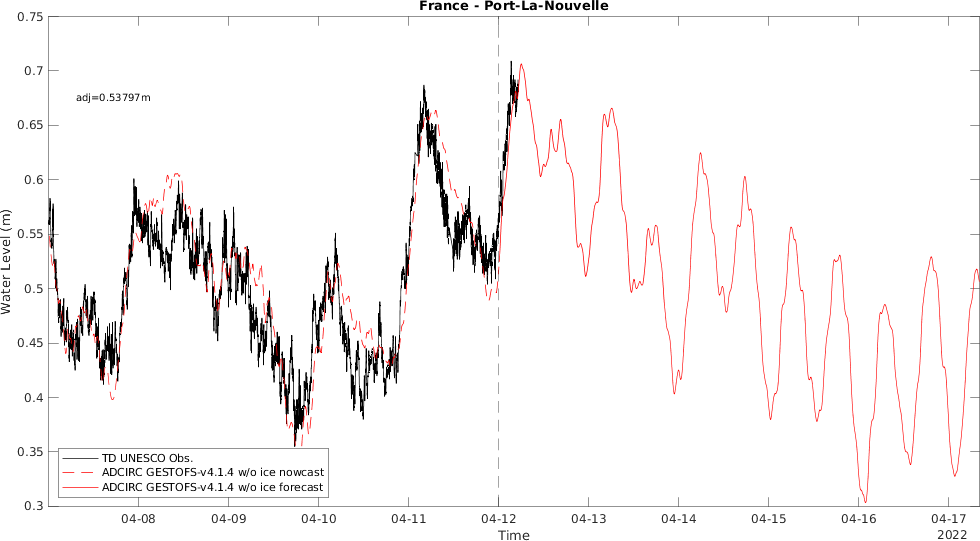 France - Port-La-Nouvelle
0.75
0.7
0.65
0.6
0.55
0.5
0.45
0.4
0.35
0.3
Water Level (m)
adj=0.53797m
TD UNESCO Obs.
ADCIRC GESTOFS-v4.1.4 w/o ice nowcast
ADCIRC GESTOFS-v4.1.4 w/o ice forecast
04-08 04-09 04-10 04-11 04-12 04-13 04-14 04-15 04-16 04-17
Time
2022